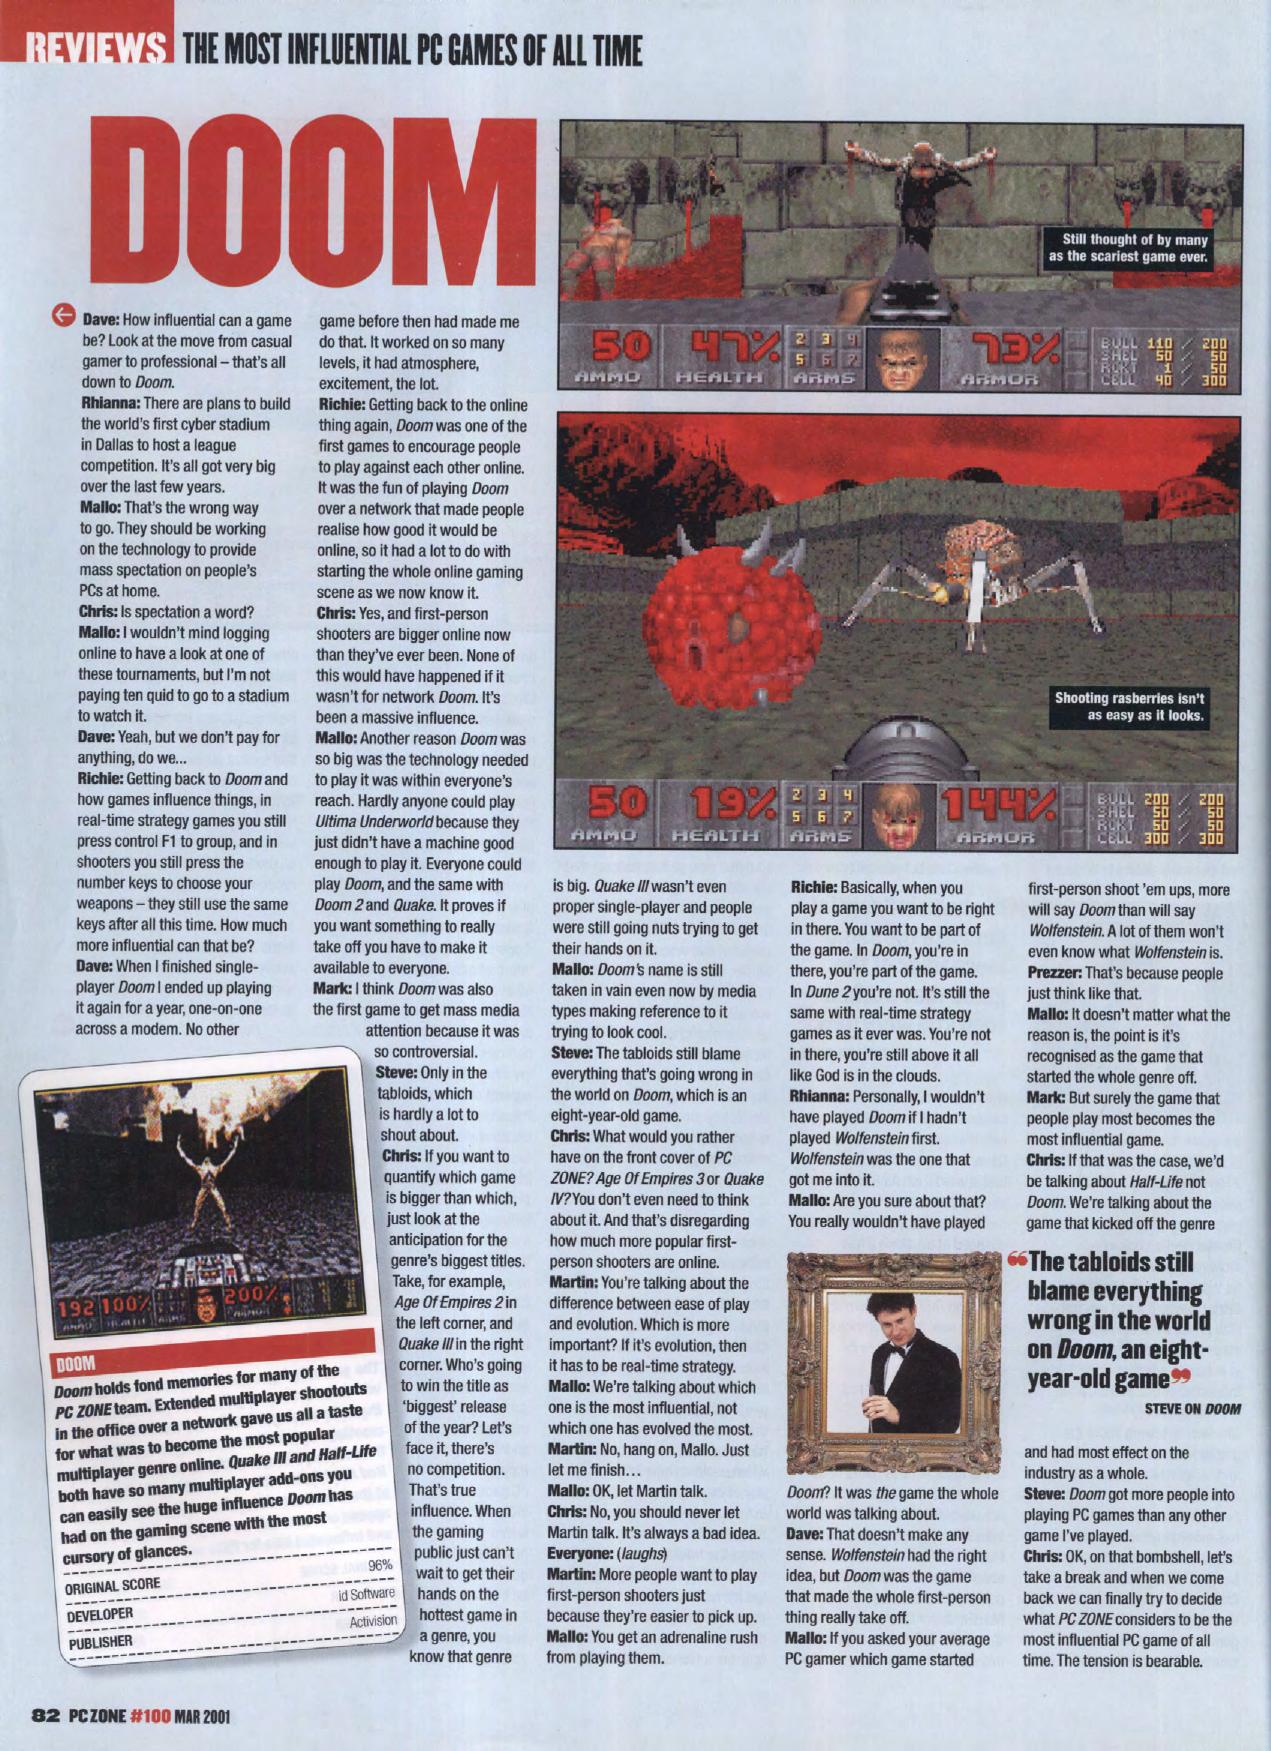 REVIEWS THE MOST INFLUENTIAL PC GAMES OF ALL TIME
DOOM
Dave: How influential can a game
be? Look at the move from casual
gamer to professional – that's all
down to Doom.
Rhianna: There are plans to build
the world's first cyber stadium
in Dallas to host a league
competition. It's all got very big
over the last few years.
Mallo: That's the wrong way
to go. They should be working
on the technology to provide
mass spectation on people's
PCs at home.
Chris: Is spectation a word?
Mallo: I wouldn't mind logging
online to have a look at one of
these tournaments, but I'm not
paying ten quid to go to a stadium
to watch it.
Dave: Yeah, but we don't pay for
anything, do we...
Richie: Getting back to Doom and
how games influence things, in
real-time strategy games you still
press control F1 to group, and in
shooters you still press the
number keys to choose your
weapons – they still use the same
keys after all this time. How much
more influential can that be?
Dave: When I finished single-
player Doom I ended up playing
it again for a year, one-on-one
across a modem. No other
game before then had made me
do that. It worked on so many
levels, it had atmosphere,
excitement, the lot.
Richie: Getting back to the online
thing again, Doom was one of the
first games to encourage people
to play against each other online.
It was the fun of playing Doom
over a network that made people
realise how good it would be
online, so it had a lot to do with
starting the whole online gaming
scene as we now know it.
Chris: Yes, and first-person
shooters are bigger online now
than they've ever been. None of
this would have happened if it
wasn't for network Doom. It's
been a massive influence.
Mallo: Another reason Doom was
so big was the technology needed
to play it was within everyone's
reach. Hardly anyone could play
Ultima Underworld because they
just didn't have a machine good
enough to play it. Everyone could
play Doom, and the same with
Doom 2 and Quake. It proves if
you want something to really
take off you have to make it
available to everyone.
Mark: I think Doom was also
the first game to get mass media
attention because it was
so controversial.
Steve: Only in the
tabloids, which
is hardly a lot to
shout about.
Chris: If you want to
quantify which game
is bigger than which,
just look at the
anticipation for the
genre's biggest titles.
Take, for example,
Age Of Empires 2 in
the left corner, and
Quake III in the right
corner. Who's going
to win the title as
'biggest' release
of the year? Let's
face it, there's
no competition.
That's true
influence. When
the gaming
public just can't
wait to get their
hands on the
hottest game in
a genre, you
know that genre
Still thought of by many
as the scariest game ever.
50 47% 2 3 4 73% BULL 110 / 200
5 6 7 SHEL 50 / 50
RCKT 1 / 50
AMMO HEALTH ARMS ARMOR CELL 40 / 300
Shooting rasberries isn't
as easy as it looks.
50 19% 2 3 4 144% BULL 200 / 200
5 6 7 SHEL 50 / 50
RCKT 50 / 50
AMMO HEALTH ARMS ARMOR CELL 300 / 300
is big. Quake III wasn't even
proper single-player and people
were still going nuts trying to get
their hands on it.
Mallo: Doom's name is still
taken in vain even now by media
types making reference to it
trying to look cool.
Steve: The tabloids still blame
everything that's going wrong in
the world on Doom, which is an
eight-year-old game.
Chris: What would you rather
have on the front cover of PC
ZONE? Age Of Empires 3 or Quake
IV? You don't even need to think
about it. And that's disregarding
how much more popular first-
person shooters are online.
Martin: You're talking about the
difference between ease of play
and evolution. Which is more
important? If it's evolution, then
it has to be real-time strategy.
Mallo: We're talking about which
one is the most influential, not
which one has evolved the most.
Martin: No, hang on, Mallo. Just
let me finish...
Mallo: OK, let Martin talk.
Chris: No, you should never let
Martin talk. It's always a bad idea.
Everyone: (laughs)
Martin: More people want to play
first-person shooters just
because they're easier to pick up.
Mallo: You get an adrenaline rush
from playing them.
Richie: Basically, when you
play a game you want to be right
in there. You want to be part of
the game. In Doom, you're in
there, you're part of the game.
In Dune 2 you're not. It's still the
same with real-time strategy
games as it ever was. You're not
in there, you're still above it all
like God is in the clouds.
Rhianna: Personally, I wouldn't
have played Doom if I hadn't
played Wolfenstein first.
Wolfenstein was the one that
got me into it.
Mallo: Are you sure about that?
You really wouldn't have played
Doom? It was the game the whole
world was talking about.
Dave: That doesn't make any
sense. Wolfenstein had the right
idea, but Doom was the game
that made the whole first-person
thing really take off.
Mallo: If you asked your average
PC gamer which game started
first-person shoot 'em ups, more
will say Doom than will say
Wolfenstein. A lot of them won't
even know what Wolfenstein is.
Prezzer: That's because people
just think like that.
Mallo: It doesn't matter what the
reason is, the point is it's
recognised as the game that
started the whole genre off.
Mark: But surely the game that
people play most becomes the
most influential game.
Chris: If that was the case, we'd
be talking about Half-Life not
Doom. We're talking about the
game that kicked off the genre
“The tabloids still
blame everything
wrong in the world
on Doom, an eight-
year-old game”
STEVE ON DOOM
and had most effect on the
industry as a whole.
Steve: Doom got more people into
playing PC games than any other
game I've played.
Chris: OK, on that bombshell, let's
take a break and when we come
back we can finally try to decide
what PC ZONE considers to be the
most influential PC game of all
time. The tension is bearable.
192 100% 200%
DOOM
Doom holds fond memories for many of the
PC ZONE team. Extended multiplayer shootouts
in the office over a network gave us all a taste
for what was to become the most popular
multiplayer genre online. Quake III and Half-Life
both have so many multiplayer add-ons you
can easily see the huge influence Doom has
had on the gaming scene with the most
cursory of glances.
ORIGINAL SCORE 96%
DEVELOPER id Software
PUBLISHER Activision
82 PCZONE #100 MAR 2001